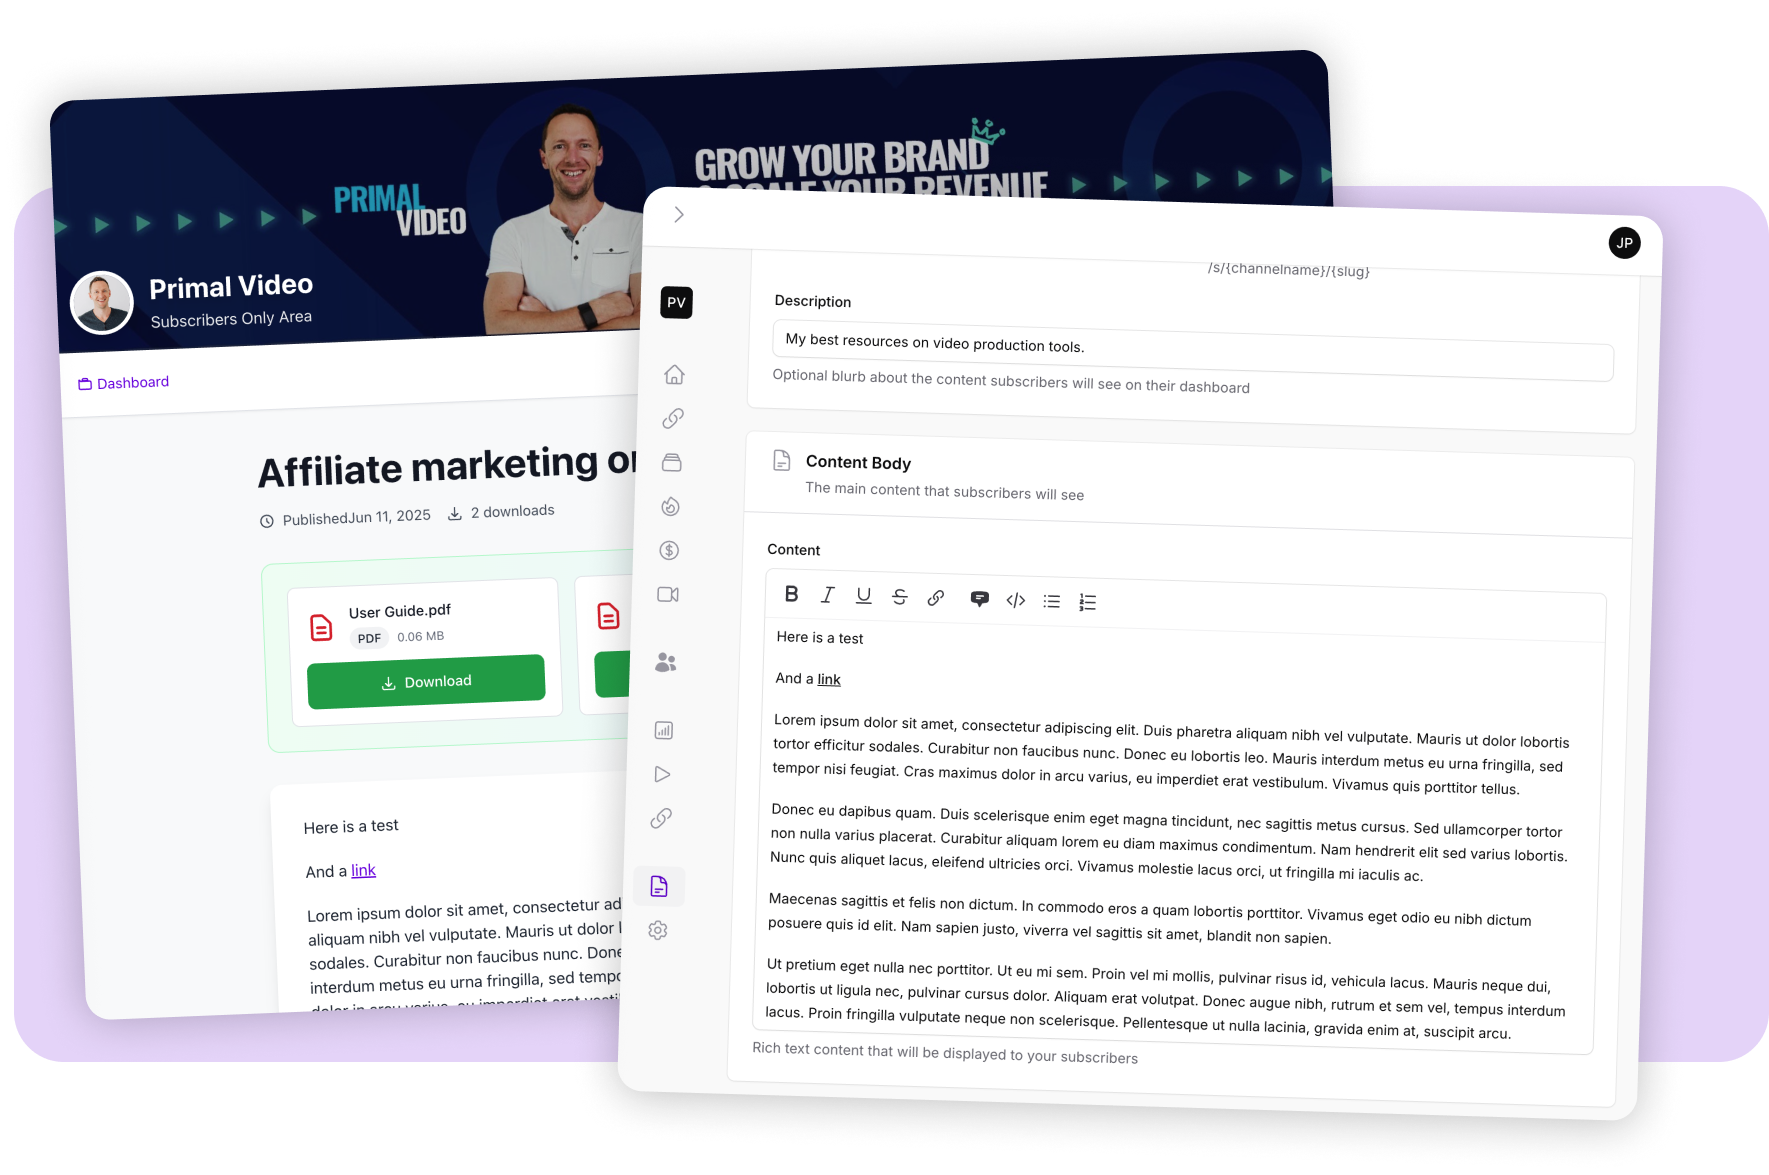 PRIMAL
VIDEO
GROW YOUR BRAND
& SCALE YOUR REVENUE
Primal Video
Subscribers Only Area
Dashboard
Affiliate marketing
PublishedJun 11, 2025
2 downloads
User Guide.pdf
PDF
0.06 MB
Download
Here is a test
And a link
Lorem ipsum dolor sit amet, consectetur ad
aliquam nibh vel vulputate. Mauris ut dolor l
sodales. Curabitur non faucibus nunc. Done
interdum metus eu urna fringilla, sed tempo
dolor in arcu varius, eu imperdiet erat vesti
JP
PV
/s/{channelname}/{slug}
Description
My best resources on video production tools.
Optional blurb about the content subscribers will see on their dashboard
Content Body
The main content that subscribers will see
Content
Here is a test
And a link
Lorem ipsum dolor sit amet, consectetur adipiscing elit. Duis pharetra aliquam nibh vel vulputate. Mauris ut dolor lobortis
tortor efficitur sodales. Curabitur non faucibus nunc. Donec eu lobortis leo. Mauris interdum metus eu urna fringilla, sed
tempor nisi feugiat. Cras maximus dolor in arcu varius, eu imperdiet erat vestibulum. Vivamus quis porttitor tellus.
Donec eu dapibus quam. Duis scelerisque enim eget magna tincidunt, nec sagittis metus cursus. Sed ullamcorper tortor
non nulla varius placerat. Curabitur aliquam lorem eu diam maximus condimentum. Nam hendrerit elit sed varius lobortis.
Nunc quis aliquet lacus, eleifend ultricies orci. Vivamus molestie lacus orci, ut fringilla mi iaculis ac.
Maecenas sagittis et felis non dictum. In commodo eros a quam lobortis porttitor. Vivamus eget odio eu nibh dictum
posuere quis id elit. Nam sapien justo, viverra vel sagittis sit amet, blandit non sapien.
Ut pretium eget nulla nec porttitor. Ut eu mi sem. Proin vel mi mollis, pulvinar risus id, vehicula lacus. Mauris neque dui,
lobortis ut ligula nec, pulvinar cursus dolor. Aliquam erat volutpat. Donec augue nibh, rutrum et sem vel, tempus interdum
lacus. Proin fringilla vulputate neque non scelerisque. Pellentesque ut nulla lacinia, gravida enim at, suscipit arcu.
Rich text content that will be displayed to your subscribers